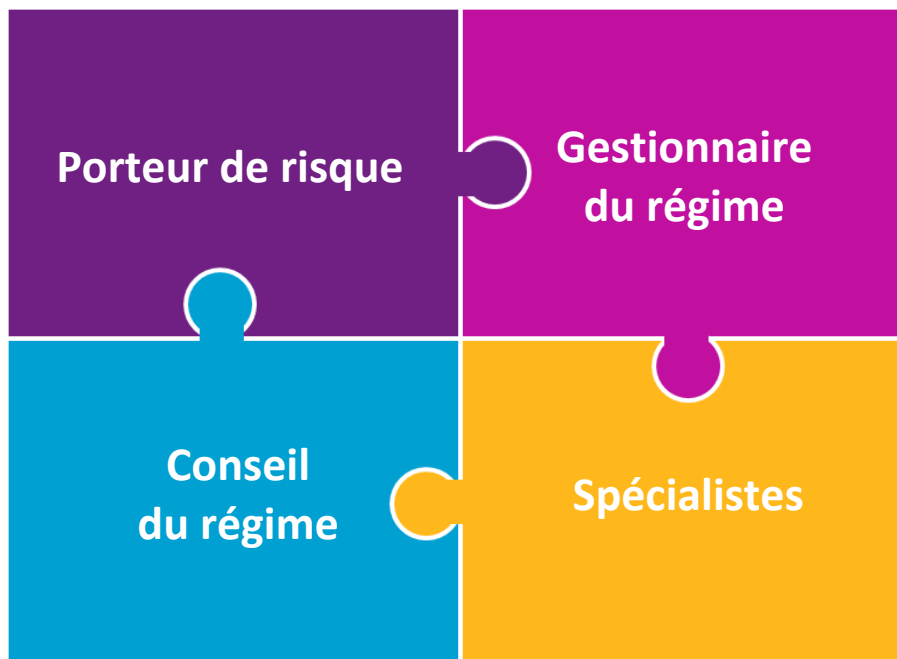 Porteur de risque
Gestionnaire
du régime
Conseil
du régime
Spécialistes